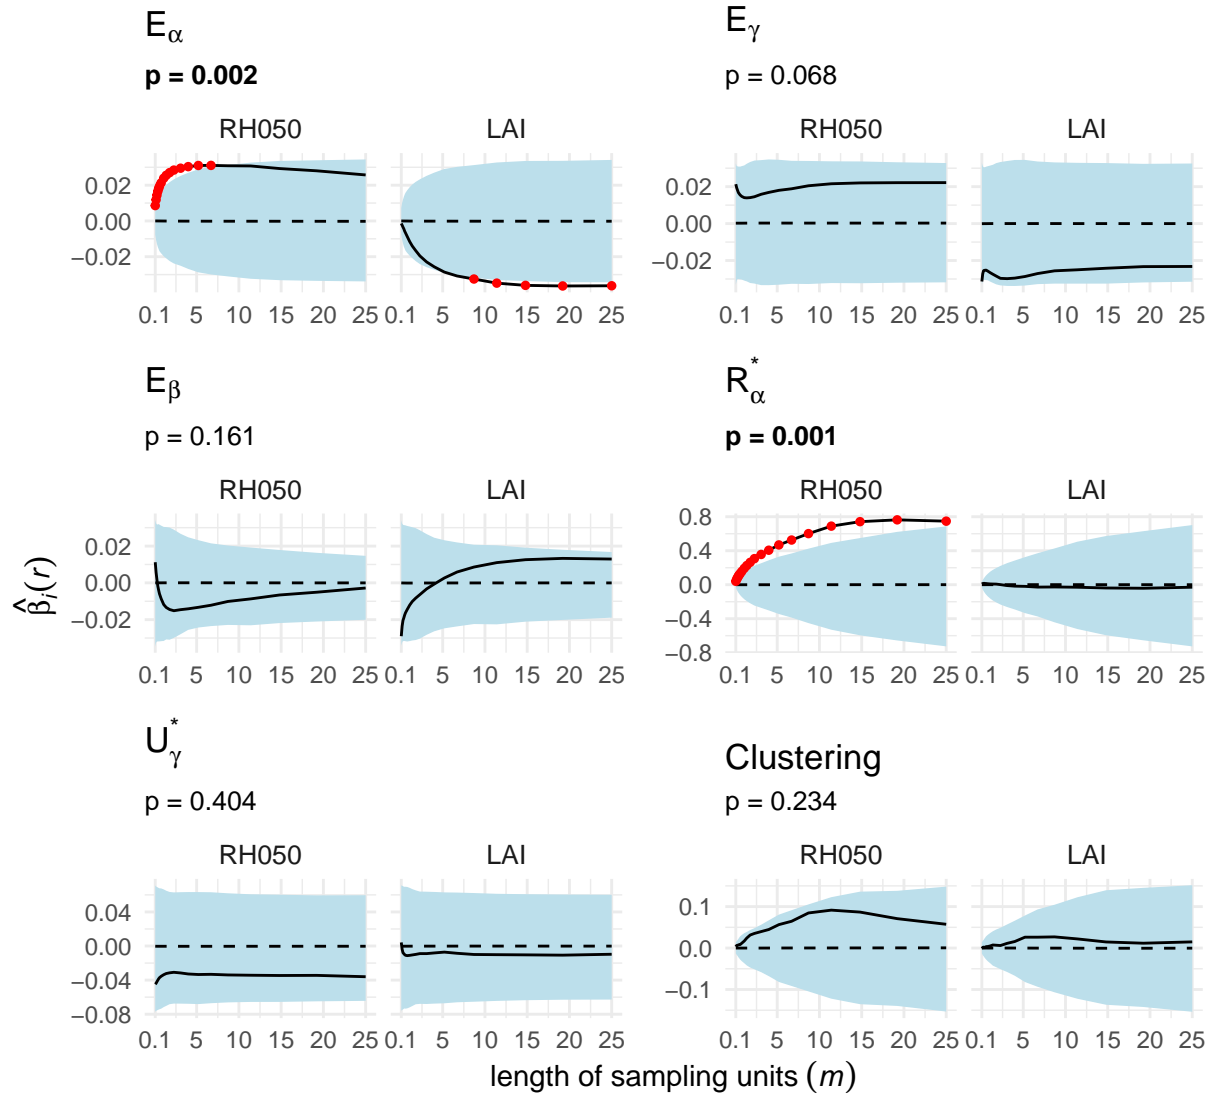 E_α
p = 0.002
RH050 LAI
0.02
0.00
−0.02
0.1 5 10 15 20 25 0.1 5 10 15 20 25
E_γ
p = 0.068
RH050 LAI
0.02
0.00
−0.02
0.1 5 10 15 20 25 0.1 5 10 15 20 25
E_β
p = 0.161
RH050 LAI
0.02
0.00
−0.02
0.1 5 10 15 20 25 0.1 5 10 15 20 25
R*_α
p = 0.001
RH050 LAI
0.8
0.4
0.0
−0.4
−0.8
0.1 5 10 15 20 25 0.1 5 10 15 20 25
U*_γ
p = 0.404
RH050 LAI
0.04
0.00
−0.04
−0.08
0.1 5 10 15 20 25 0.1 5 10 15 20 25
Clustering
p = 0.234
RH050 LAI
0.1
0.0
−0.1
0.1 5 10 15 20 25 0.1 5 10 15 20 25
β̂_i(r)
length of sampling units (m)